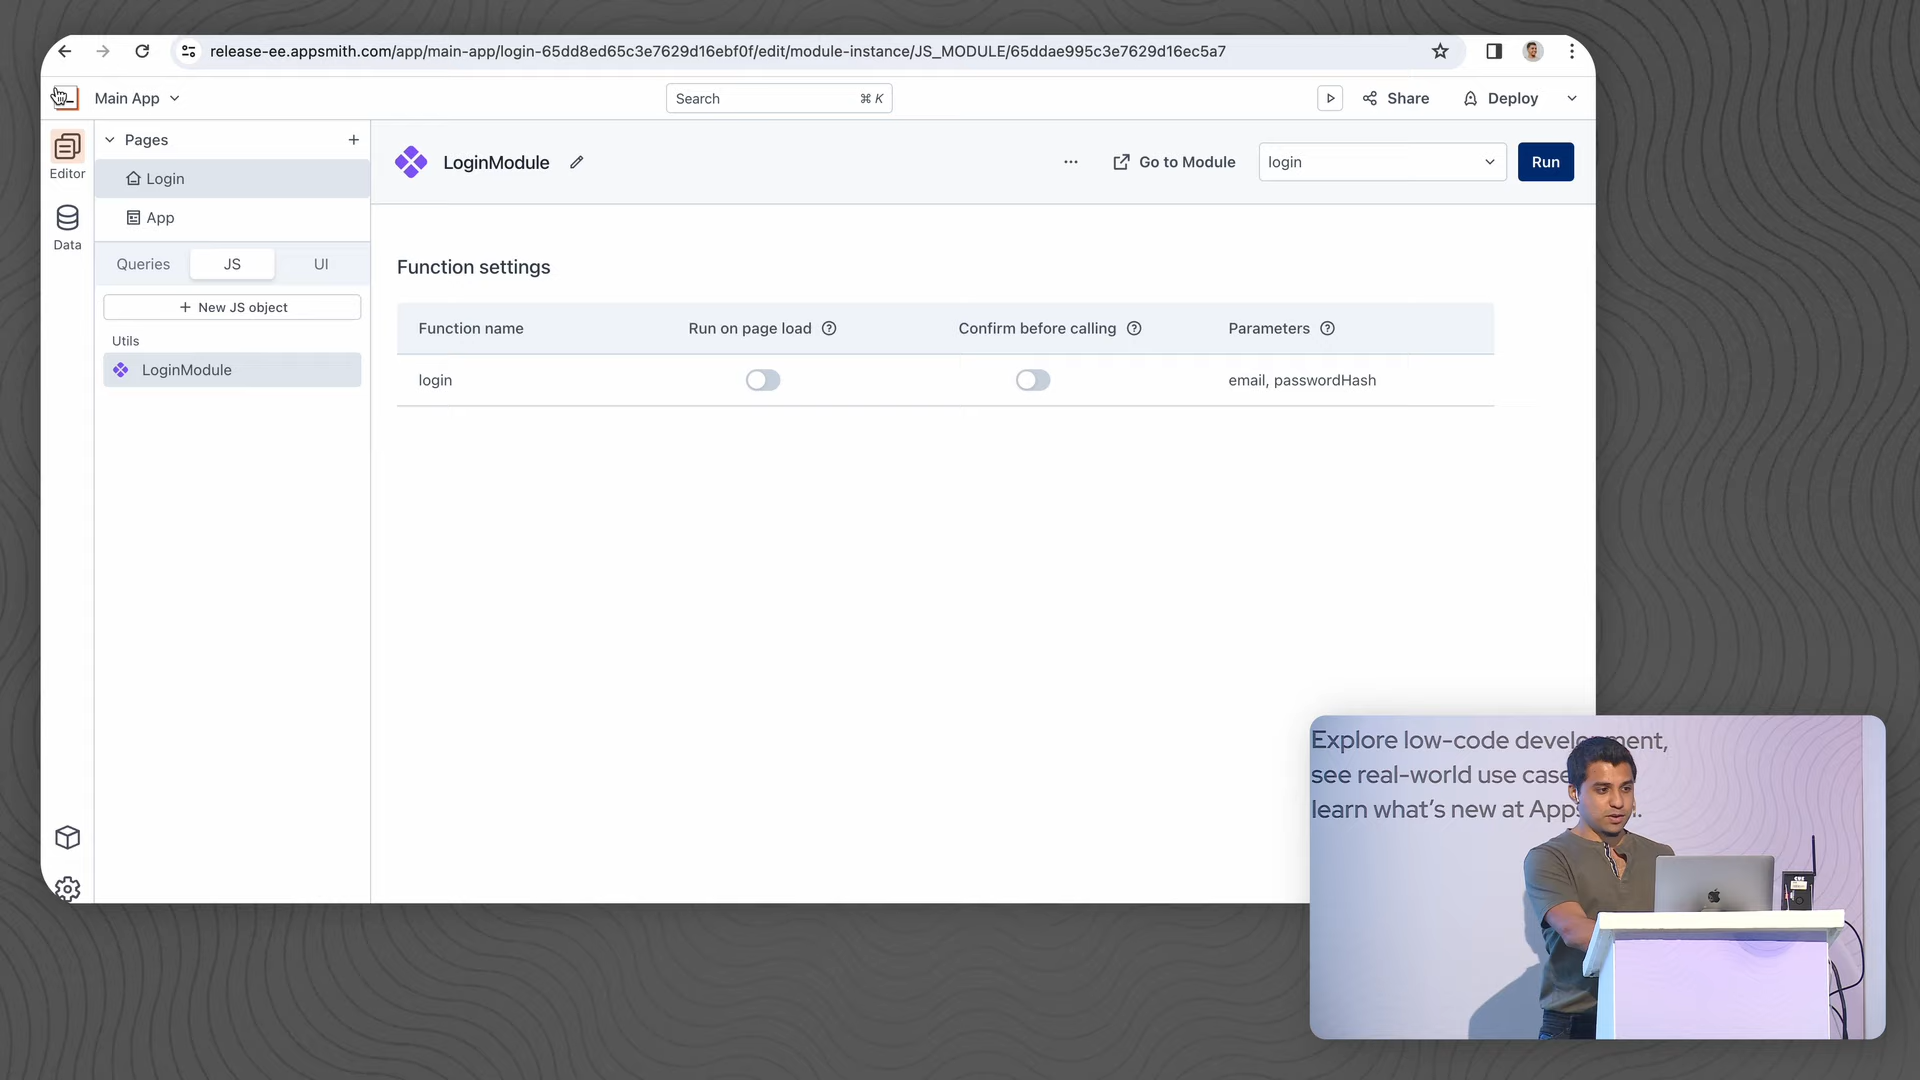 release-ee.appsmith.com/app/main-app/login-65dd8ed65c3e7629d16ebf0f/edit/module-instance/JS_MODULE/65ddae995c3e7629d16ec5a7
Main App
Search ⌘ K
Share
Deploy
Editor
Data
Pages +
Login
App
Queries JS UI
+ New JS object
Utils
LoginModule
LoginModule
Go to Module
login
Run
Function settings
Function name Run on page load Confirm before calling Parameters
login email, passwordHash
Explore low-code development,
see real-world use case
learn what's new at App